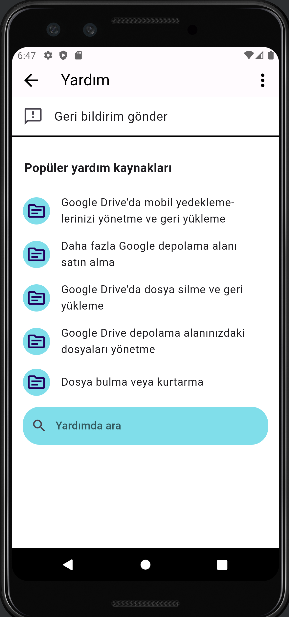 6:47
Yardım
Geri bildirim gönder
Popüler yardım kaynakları
Google Drive'da mobil yedekleme-
lerinizi yönetme ve geri yükleme
Daha fazla Google depolama alanı
satın alma
Google Drive'da dosya silme ve geri
yükleme
Google Drive depolama alanınızdaki
dosyaları yönetme
Dosya bulma veya kurtarma
Yardımda ara